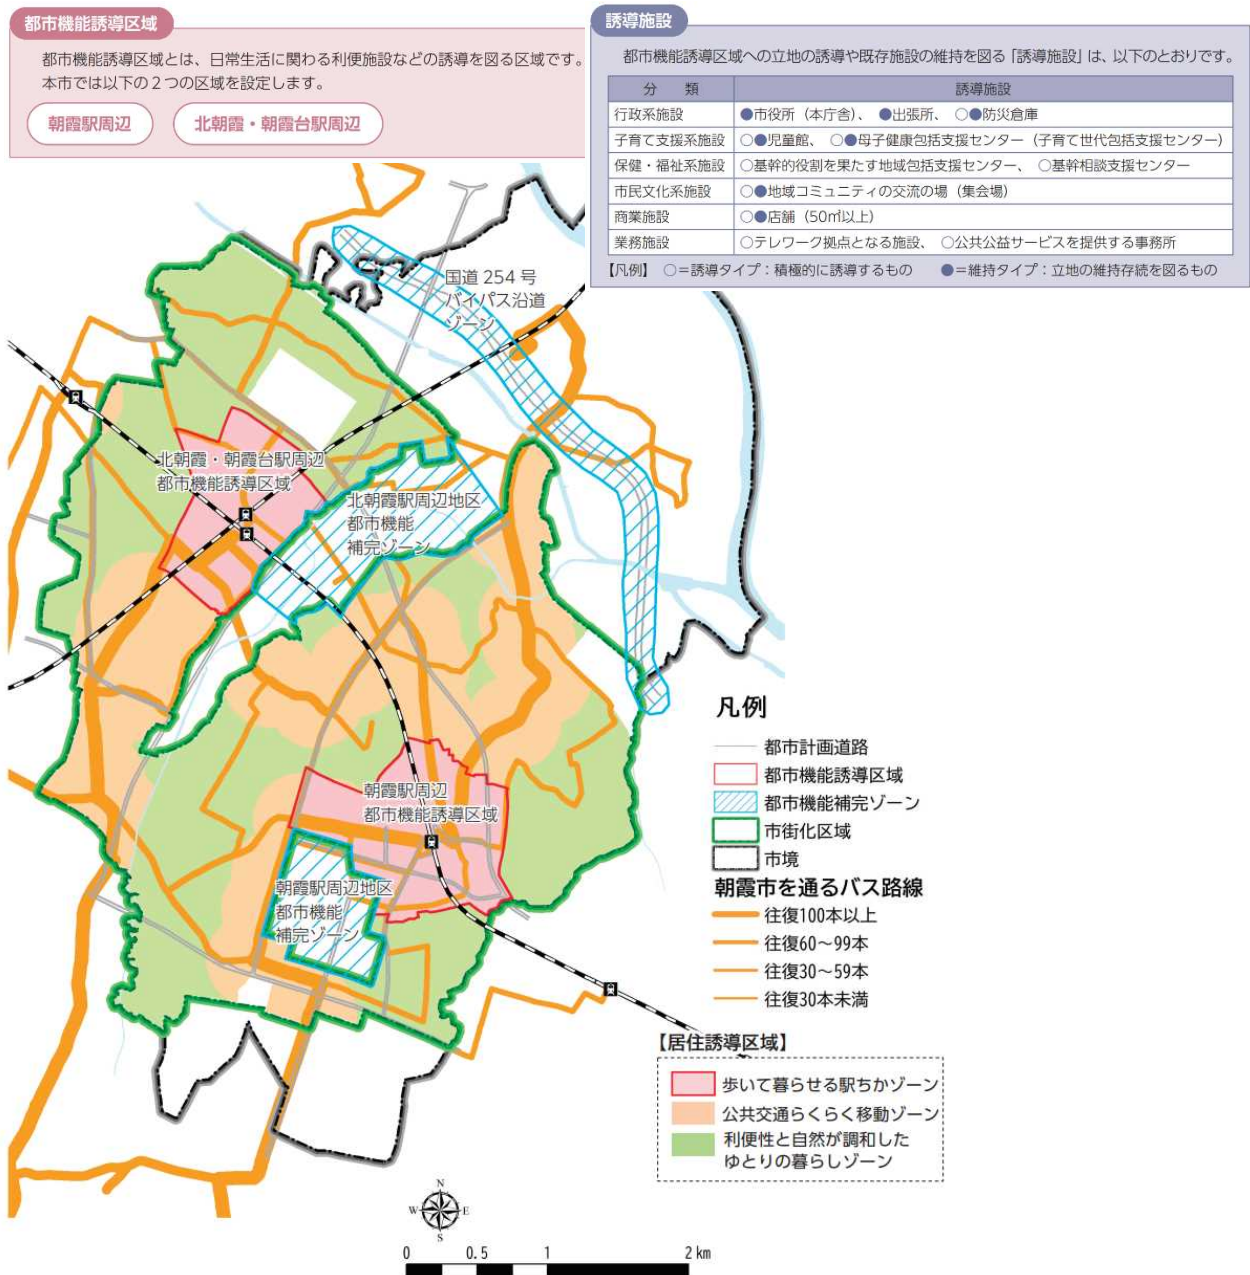 都市機能誘導区域
都市機能誘導区域とは、日常生活に関わる利便施設などの誘導を図る区域です。
本市では以下の2つの区域を設定します。
朝霞駅周辺
北朝霞・朝霞台駅周辺
誘導施設
都市機能誘導区域への立地の誘導や既存施設の維持を図る「誘導施設」は、以下のとおりです。
分 類 誘導施設
行政系施設 ●市役所（本庁舎）、 ●出張所、 ○●防災倉庫
子育て支援系施設 ○●児童館、 ○●母子健康包括支援センター（子育て世代包括支援センター）
保健・福祉系施設 ○基幹的役割を果たす地域包括支援センター、 ○基幹相談支援センター
市民文化系施設 ○●地域コミュニティの交流の場（集会場）
商業施設 ○●店舗（50㎡以上）
業務施設 ○テレワーク拠点となる施設、 ○公共公益サービスを提供する事務所
【凡例】 ○＝誘導タイプ：積極的に誘導するもの ●＝維持タイプ：立地の維持存続を図るもの
国道 254 号
バイパス沿道
ゾーン
北朝霞・朝霞台駅周辺
都市機能誘導区域
北朝霞駅周辺地区
都市機能
補完ゾーン
朝霞駅周辺
都市機能誘導区域
朝霞駅周辺地区
都市機能
補完ゾーン
凡例
都市計画道路
都市機能誘導区域
都市機能補完ゾーン
市街化区域
市境
朝霞市を通るバス路線
往復100本以上
往復60～99本
往復30～59本
往復30本未満
【居住誘導区域】
歩いて暮らせる駅ちかゾーン
公共交通らくらく移動ゾーン
利便性と自然が調和した
ゆとりの暮らしゾーン
N
W E
S
0 0.5 1 2 km